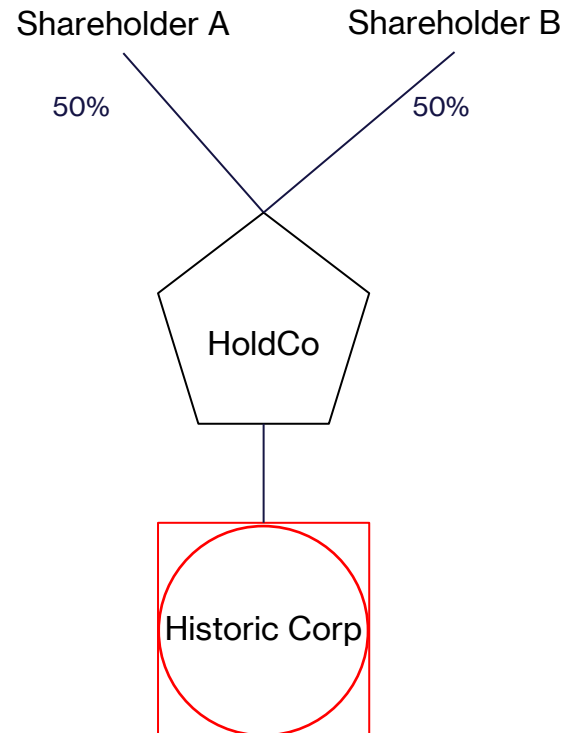 Shareholder A
Shareholder B
50%
50%
HoldCo
Historic Corp